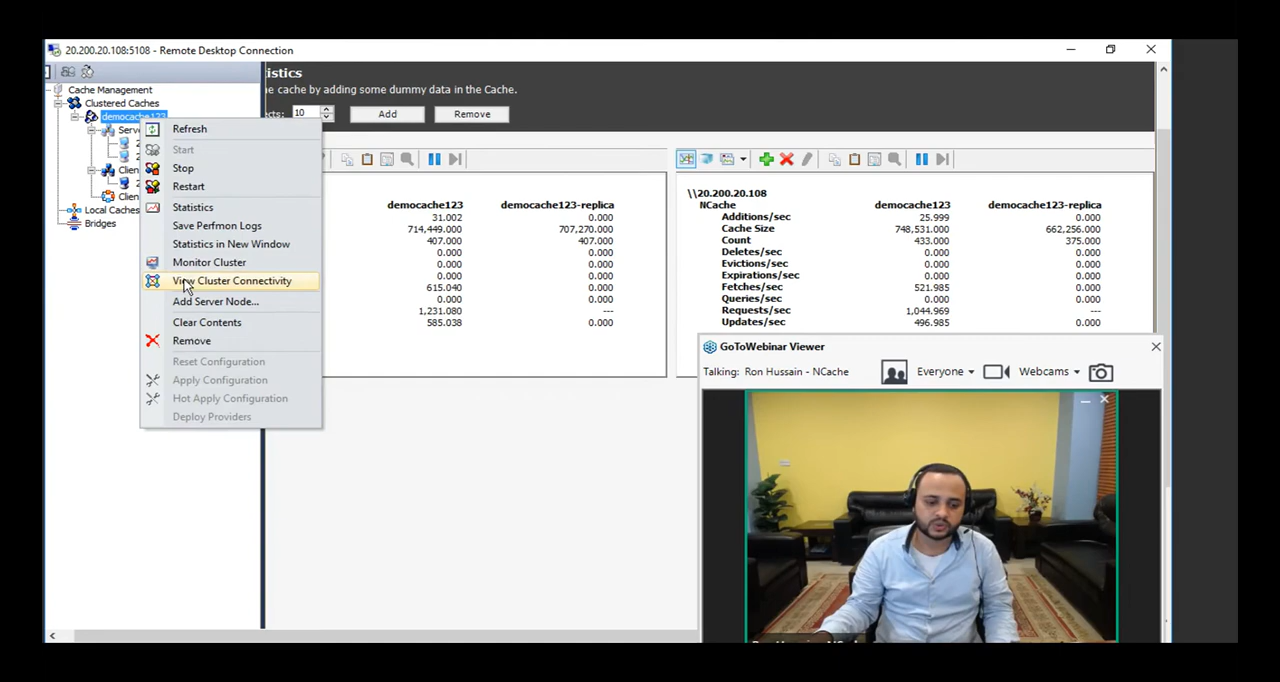 20.200.20.108:5108 - Remote Desktop Connection
Cache Management
Clustered Caches
democache123
Serve
Clien
Clien
Local Caches
Bridges
Refresh
Start
Stop
Restart
Statistics
Save Perfmon Logs
Statistics in New Window
Monitor Cluster
View Cluster Connectivity
Add Server Node...
Clear Contents
Remove
Reset Configuration
Apply Configuration
Hot Apply Configuration
Deploy Providers
istics
e cache by adding some dummy data in the Cache.
cts: 10 Add Remove
democache123 democache123-replica
31.002 0.000
714,449.000 707,270.000
407.000 407.000
0.000 0.000
0.000 0.000
0.000 0.000
615.040 0.000
0.000 0.000
1,231.080 ---
585.038 0.000
\\20.200.20.108
NCache democache123 democache123-replica
Additions/sec 25.999 0.000
Cache Size 748,531.000 662,256.000
Count 433.000 375.000
Deletes/sec 0.000 0.000
Evictions/sec 0.000 0.000
Expirations/sec 0.000 0.000
Fetches/sec 521.985 0.000
Queries/sec 0.000 0.000
Requests/sec 1,044.969 ---
Updates/sec 496.985 0.000
GoToWebinar Viewer
Talking: Ron Hussain - NCache Everyone Webcams